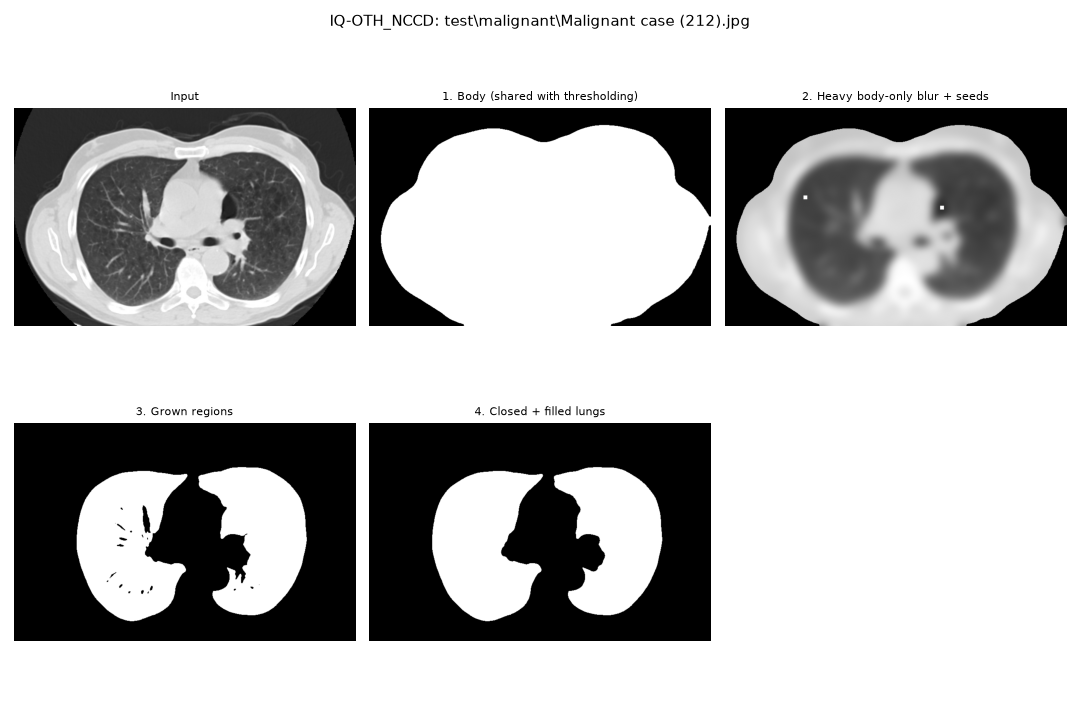 IQ-OTH_NCCD: test\malignant\Malignant case (212).jpg
Input
1. Body (shared with thresholding)
2. Heavy body-only blur + seeds
3. Grown regions
4. Closed + filled lungs